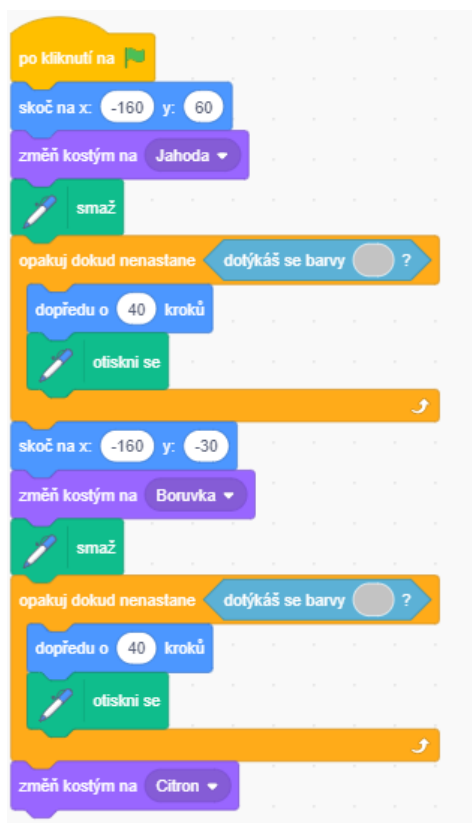 po kliknutí na
skoč na x: -160 y: 60
změň kostým na Jahoda
smaž
opakuj dokud nenastane dotýkáš se barvy ?
dopředu o 40 kroků
otiskni se
skoč na x: -160 y: -30
změň kostým na Boruvka
smaž
opakuj dokud nenastane dotýkáš se barvy ?
dopředu o 40 kroků
otiskni se
změň kostým na Citron